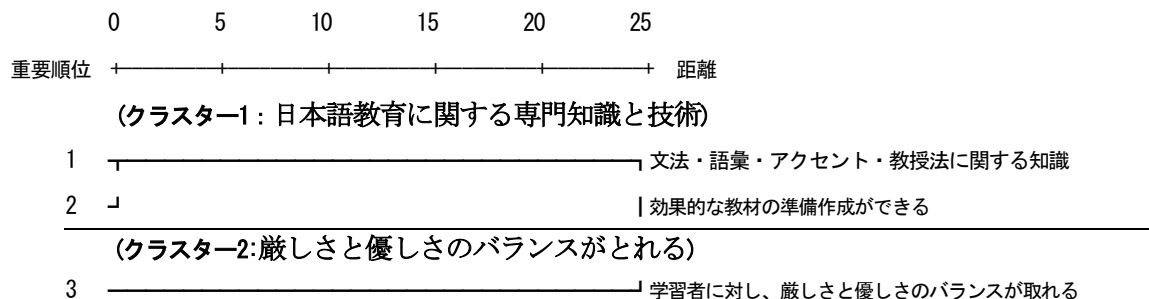 0 5 10 15 20 25
重要順位 +————+————+————+————+————+ 距離
(クラスター1:日本語教育に関する専門知識と技術)
1 文法・語彙・アクセント・教授法に関する知識
2 効果的な教材の準備作成ができる
(クラスター2:厳しさと優しさのバランスがとれる)
3 学習者に対し、厳しさと優しさのバランスが取れる